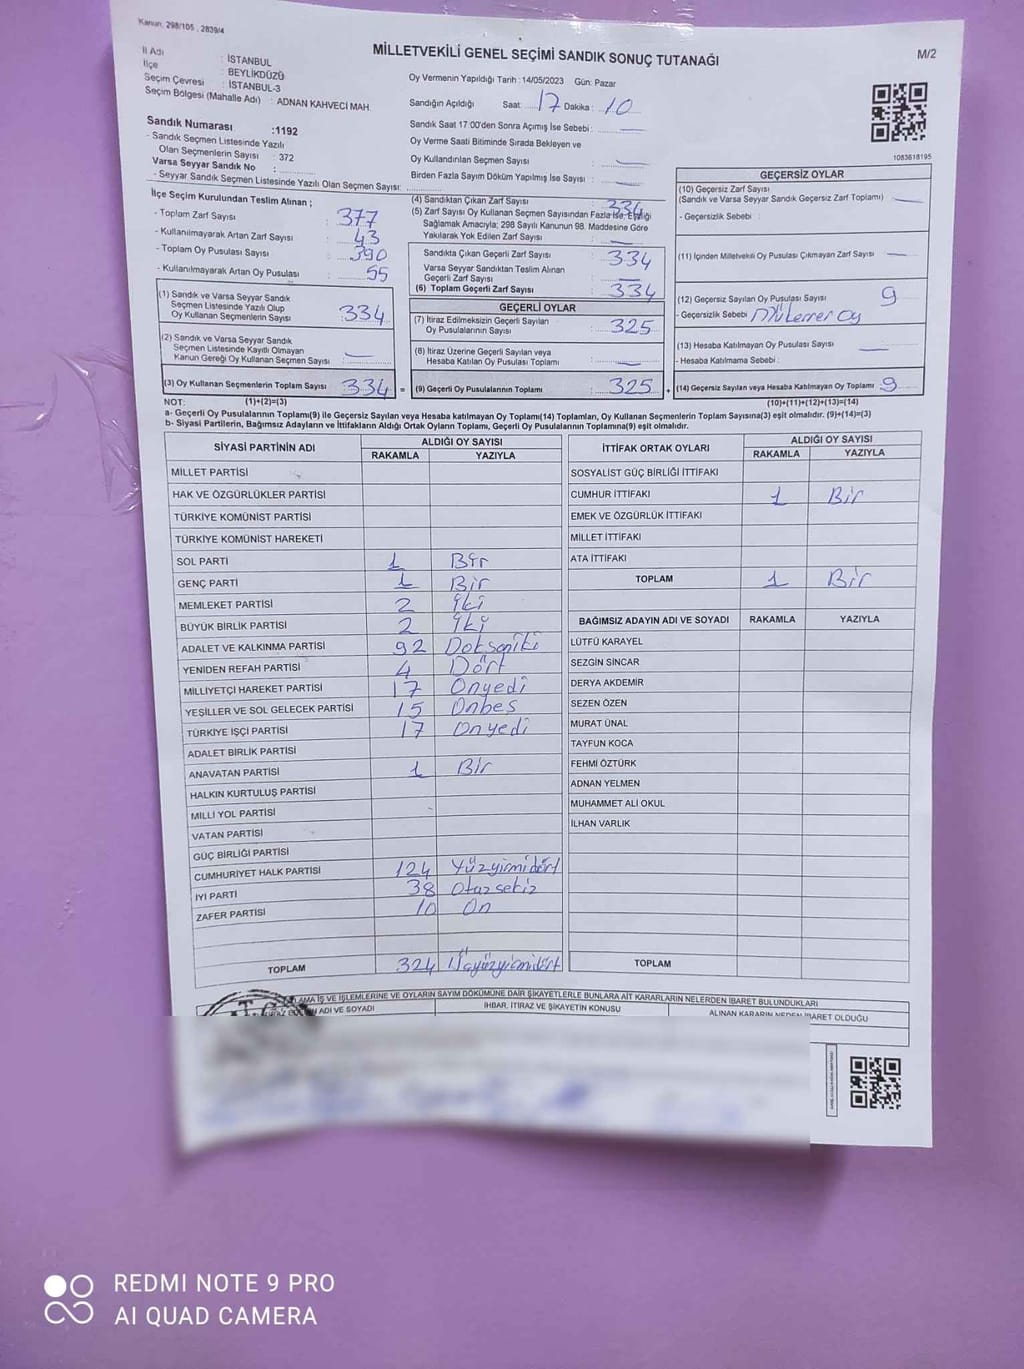 Kanun, 298/105 , 2839/4
MİLLETVEKİLİ GENEL SEÇİMİ SANDIK SONUÇ TUTANAĞI
M/2
İl Adı : İSTANBUL
İlçe : BEYLİKDÜZÜ
Seçim Çevresi : İSTANBUL-3
Seçim Bölgesi (Mahalle Adı) : ADNAN KAHVECİ MAH.
Sandık Numarası :1192
- Sandık Seçmen Listesinde Yazılı
Olan Seçmenlerin Sayısı : 372
Varsa Seyyar Sandık No :
- Seyyar Sandık Seçmen Listesinde Yazılı Olan Seçmen Sayısı:
Oy Vermenin Yapıldığı Tarih :14/05/2023 Gün: Pazar
Sandığın Açıldığı Saat: 17 Dakika : 10
Sandık Saat 17:00'den Sonra Açımış İse Sebebi :
Oy Verme Saati Bitiminde Sırada Bekleyen ve
Oy Kullandırılan Seçmen Sayısı :
Birden Fazla Sayım Döküm Yapılmış İse Sayısı :
1083618195
İlçe Seçim Kurulundan Teslim Alınan ;
- Toplam Zarf Sayısı : 377
- Kullanılmayarak Artan Zarf Sayısı : 43
- Toplam Oy Pusulası Sayısı : 390
- Kullanılmayarak Artan Oy Pusulası : 55
(1) Sandık ve Varsa Seyyar Sandık
Seçmen Listesinde Yazılı Olup
Oy Kullanan Seçmenlerin Sayısı : 334
(2) Sandık ve Varsa Seyyar Sandık
Seçmen Listesinde Kayıtlı Olmayan
Kanun Gereği Oy Kullanan Seçmen Sayısı :
(3) Oy Kullanan Seçmenlerin Toplam Sayısı : 334 =
(4) Sandıktan Çıkan Zarf Sayısı : 334
(5) Zarf Sayısı Oy Kullanan Seçmen Sayısından Fazla İse, Eşitliği
Sağlamak Amacıyla; 298 Sayılı Kanunun 98. Maddesine Göre
Yakılarak Yok Edilen Zarf Sayısı :
Sandıkta Çıkan Geçerli Zarf Sayısı : 334
Varsa Seyyar Sandıktan Teslim Alınan
Geçerli Zarf Sayısı :
(6) Toplam Geçerli Zarf Sayısı : 334
GEÇERLİ OYLAR
(7) İtiraz Edilmeksizin Geçerli Sayılan
Oy Pusulalarının Sayısı : 325
(8) İtiraz Üzerine Geçerli Sayılan veya
Hesaba Katılan Oy Pusulası Toplamı :
(9) Geçerli Oy Pusulalarının Toplamı : 325 +
GEÇERSİZ OYLAR
(10) Geçersiz Zarf Sayısı
(Sandık ve Varsa Seyyar Sandık Geçersiz Zarf Toplamı) :
- Geçersizlik Sebebi :
(11) İçinden Milletvekili Oy Pusulası Çıkmayan Zarf Sayısı :
(12) Geçersiz Sayılan Oy Pusulası Sayısı : 9
- Geçersizlik Sebebi : Mükerrer Oy
(13) Hesaba Katılmayan Oy Pusulası Sayısı :
- Hesaba Katılmama Sebebi :
(14) Geçersiz Sayılan veya Hesaba Katılmayan Oy Toplamı : 9
NOT: (1)+(2)=(3)
(10)+(11)+(12)+(13)=(14)
a- Geçerli Oy Pusulalarının Toplamı(9) ile Geçersiz Sayılan veya Hesaba katılmayan Oy Toplamı(14) Toplamları, Oy Kullanan Seçmenlerin Toplam Sayısına(3) eşit olmalıdır. (9)+(14)=(3)
b- Siyasi Partilerin, Bağımsız Adayların ve İttifakların Aldığı Ortak Oyların Toplamı, Geçerli Oy Pusulalarının Toplamına(9) eşit olmalıdır.
SİYASİ PARTİNİN ADI ALDIĞI OY SAYISI
RAKAMLA YAZIYLA
MİLLET PARTİSİ
HAK VE ÖZGÜRLÜKLER PARTİSİ
TÜRKİYE KOMÜNİST PARTİSİ
TÜRKİYE KOMÜNİST HAREKETİ
SOL PARTİ 1 Bir
GENÇ PARTİ 1 Bir
MEMLEKET PARTİSİ 2 İki
BÜYÜK BİRLİK PARTİSİ 2 İki
ADALET VE KALKINMA PARTİSİ 92 Doksaniki
YENİDEN REFAH PARTİSİ 4 Dört
MİLLİYETÇİ HAREKET PARTİSİ 17 Onyedi
YEŞİLLER VE SOL GELECEK PARTİSİ 15 Onbeş
TÜRKİYE İŞÇİ PARTİSİ 17 Onyedi
ADALET BİRLİK PARTİSİ
ANAVATAN PARTİSİ 1 Bir
HALKIN KURTULUŞ PARTİSİ
MİLLİ YOL PARTİSİ
VATAN PARTİSİ
GÜÇ BİRLİĞİ PARTİSİ
CUMHURİYET HALK PARTİSİ 124 Yüzyirmidört
İYİ PARTİ 38 Otuzsekiz
ZAFER PARTİSİ 10 On
TOPLAM 324 Üçyüzyirmidört
İTTİFAK ORTAK OYLARI ALDIĞI OY SAYISI
RAKAMLA YAZIYLA
SOSYALİST GÜÇ BİRLİĞİ İTTİFAKI
CUMHUR İTTİFAKI 1 Bir
EMEK VE ÖZGÜRLÜK İTTİFAKI
MİLLET İTTİFAKI
ATA İTTİFAKI
TOPLAM 1 Bir
BAĞIMSIZ ADAYIN ADI VE SOYADI RAKAMLA YAZIYLA
LÜTFÜ KARAYEL
SEZGİN SİNCAR
DERYA AKDEMİR
SEZEN ÖZEN
MURAT ÜNAL
TAYFUN KOCA
FEHMİ ÖZTÜRK
ADNAN YELMEN
MUHAMMET ALİ OKUL
İLHAN VARLIK
TOPLAM
LAMA İŞ VE İŞLEMLERİNE VE OYLARIN SAYIM DÖKÜMÜNE DAİR ŞİKAYETLERLE BUNLARA AİT KARARLARIN NELERDEN İBARET BULUNDUKLARI
ADI VE SOYADI İHBAR, İTİRAZ VE ŞİKAYETİN KONUSU ALINAN KARARIN NEDEN İBARET OLDUĞU
T.C.
REDMI NOTE 9 PRO
AI QUAD CAMERA